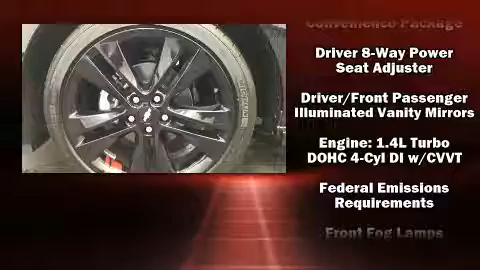 Convenience Package
Driver 8-Way Power
Seat Adjuster
Driver/Front Passenger
Illuminated Vanity Mirrors
Engine: 1.4L Turbo
DOHC 4-Cyl DI w/CVVT
Federal Emissions
Requirements
Front Fog Lamps